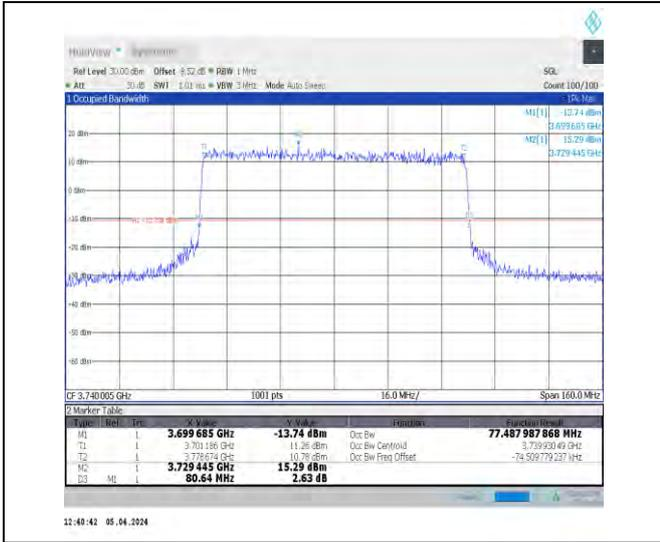 MultiView Spectrum
Ref Level 30.00 dBm Offset 8.52 dB RBW 1 MHz SGL
Att 30 dB SWT 1.01 ms VBW 3 MHz Mode Auto Sweep Count 100/100
1 Occupied Bandwidth 1Pk Max
M1[1] -13.74 dBm
3.699 685 GHz
M2[1] 15.29 dBm
3.729 445 GHz
20 dBm
10 dBm
0 dBm
-10 dBm
-20 dBm
-30 dBm
-40 dBm
-50 dBm
-60 dBm
CF 3.740 005 GHz 1001 pts 16.0 MHz/ Span 160.0 MHz
2 Marker Table
Type Ref Trc X-Value Y-Value Function Function Result
M1 1 3.699 685 GHz -13.74 dBm Occ Bw 77.487 987 868 MHz
T1 1 3.701 186 GHz 11.26 dBm Occ Bw Centroid 3.739 930 49 GHz
T2 1 3.778 674 GHz 10.78 dBm Occ Bw Freq Offset -74.509 779 237 kHz
M2 1 3.729 445 GHz 15.29 dBm
D3 M1 1 80.64 MHz 2.63 dB
12:40:42 05.04.2024